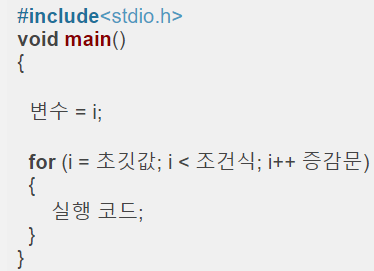 #include<stdio.h>
void main()
{
변수 = i;
for (i = 초깃값; i < 조건식; i++ 증감문)
{
실행 코드;
}
}